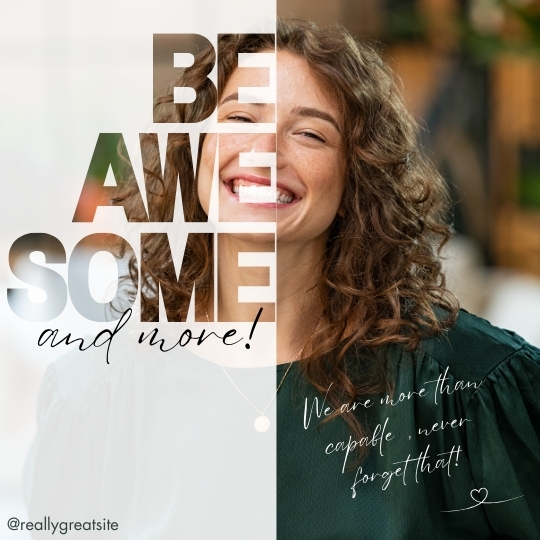 BE
AWE
SOME
and more!
We are more than
capable , never
forget that!
@reallygreatsite